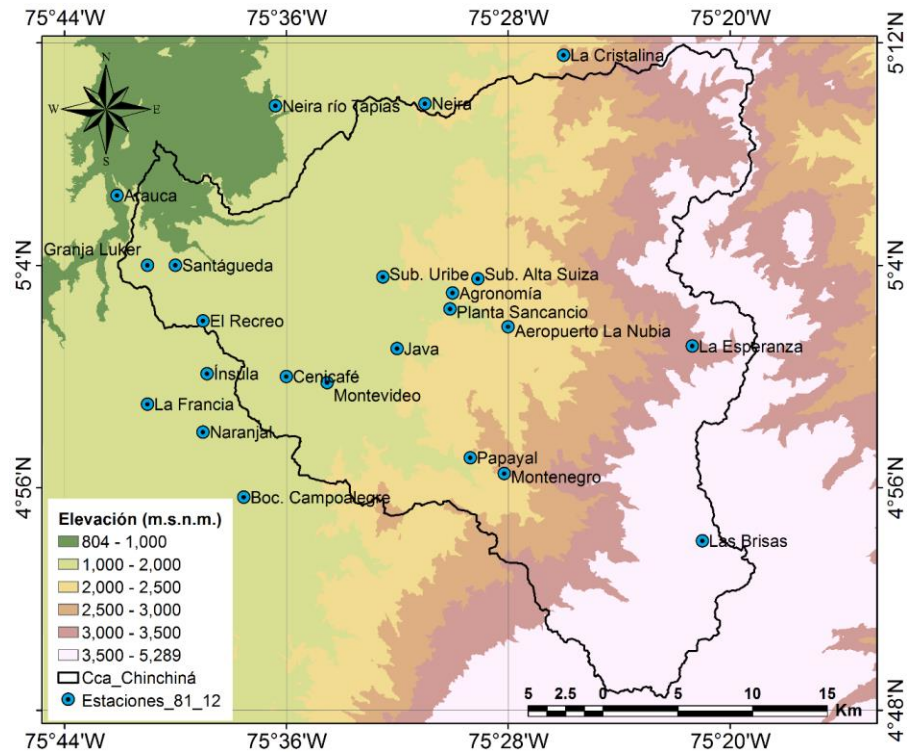 75°44'W 75°36'W 75°28'W 75°20'W
5°12'N
N
W E
S
La Cristalina
Neira río Tapias
Neira
Arauca
5°4'N 5°4'N
Granja Luker
Santágueda
Sub. Uribe
Sub. Alta Suiza
Agronomía
Planta Sancancio
Aeropuerto La Nubia
El Recreo
Java
La Esperanza
Ínsula
Cenicafé
Montevideo
La Francia
Naranjal
Papayal
Montenegro
4°56'N 4°56'N
Boc. Campoalegre
Las Brisas
Elevación (m.s.n.m.)
804 - 1,000
1,000 - 2,000
2,000 - 2,500
2,500 - 3,000
3,000 - 3,500
3,500 - 5,289
Cca_Chinchiná
Estaciones_81_12
5 2.5 0 5 10 15
Km
4°48'N
75°44'W 75°36'W 75°28'W 75°20'W